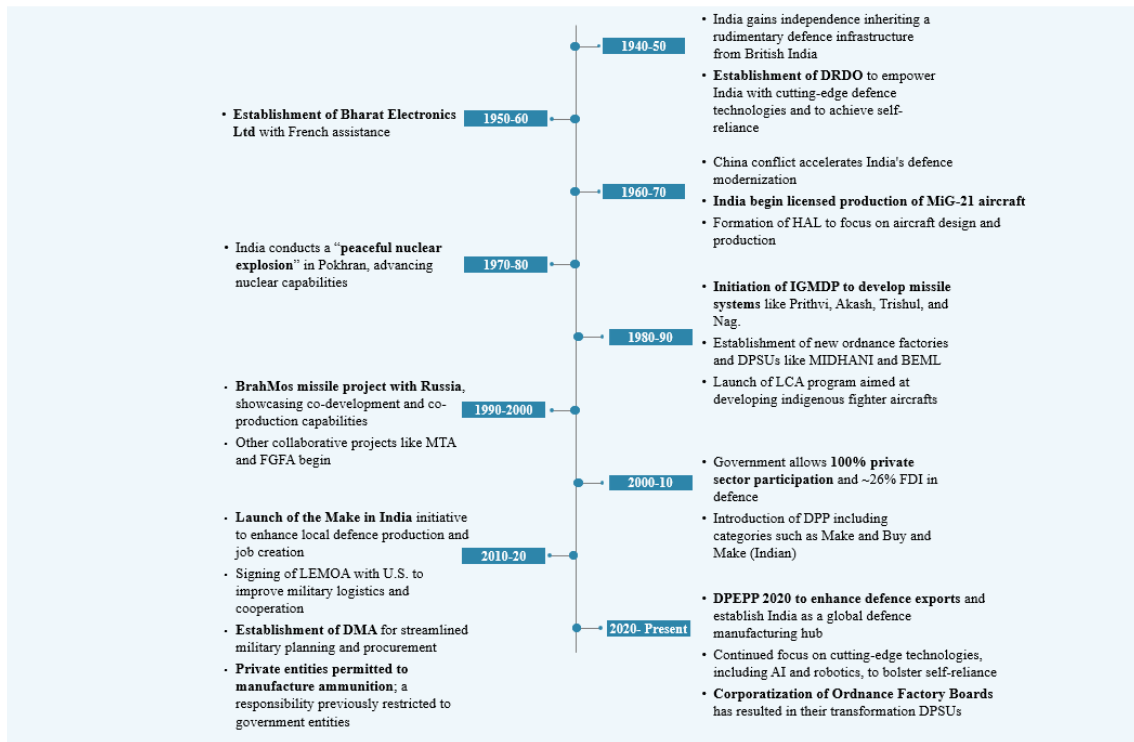 1940-50
• India gains independence inheriting a
rudimentary defence infrastructure
from British India
• Establishment of DRDO to empower
India with cutting-edge defence
technologies and to achieve self-
reliance
• Establishment of Bharat Electronics
Ltd with French assistance
1950-60
1960-70
• China conflict accelerates India's defence
modernization
• India begin licensed production of MiG-21 aircraft
• Formation of HAL to focus on aircraft design and
production
• India conducts a “peaceful nuclear
explosion” in Pokhran, advancing
nuclear capabilities
1970-80
1980-90
• Initiation of IGMDP to develop missile
systems like Prithvi, Akash, Trishul, and
Nag.
• Establishment of new ordnance factories
and DPSUs like MIDHANI and BEML
• Launch of LCA program aimed at
developing indigenous fighter aircrafts
• BrahMos missile project with Russia,
showcasing co-development and co-
production capabilities
• Other collaborative projects like MTA
and FGFA begin
1990-2000
2000-10
• Government allows 100% private
sector participation and ~26% FDI in
defence
• Introduction of DPP including
categories such as Make and Buy and
Make (Indian)
• Launch of the Make in India initiative
to enhance local defence production and
job creation
• Signing of LEMOA with U.S. to
improve military logistics and
cooperation
• Establishment of DMA for streamlined
military planning and procurement
• Private entities permitted to
manufacture ammunition; a
responsibility previously restricted to
government entities
2010-20
2020- Present
• DPEPP 2020 to enhance defence exports and
establish India as a global defence
manufacturing hub
• Continued focus on cutting-edge technologies,
including AI and robotics, to bolster self-reliance
• Corporatization of Ordnance Factory Boards
has resulted in their transformation DPSUs